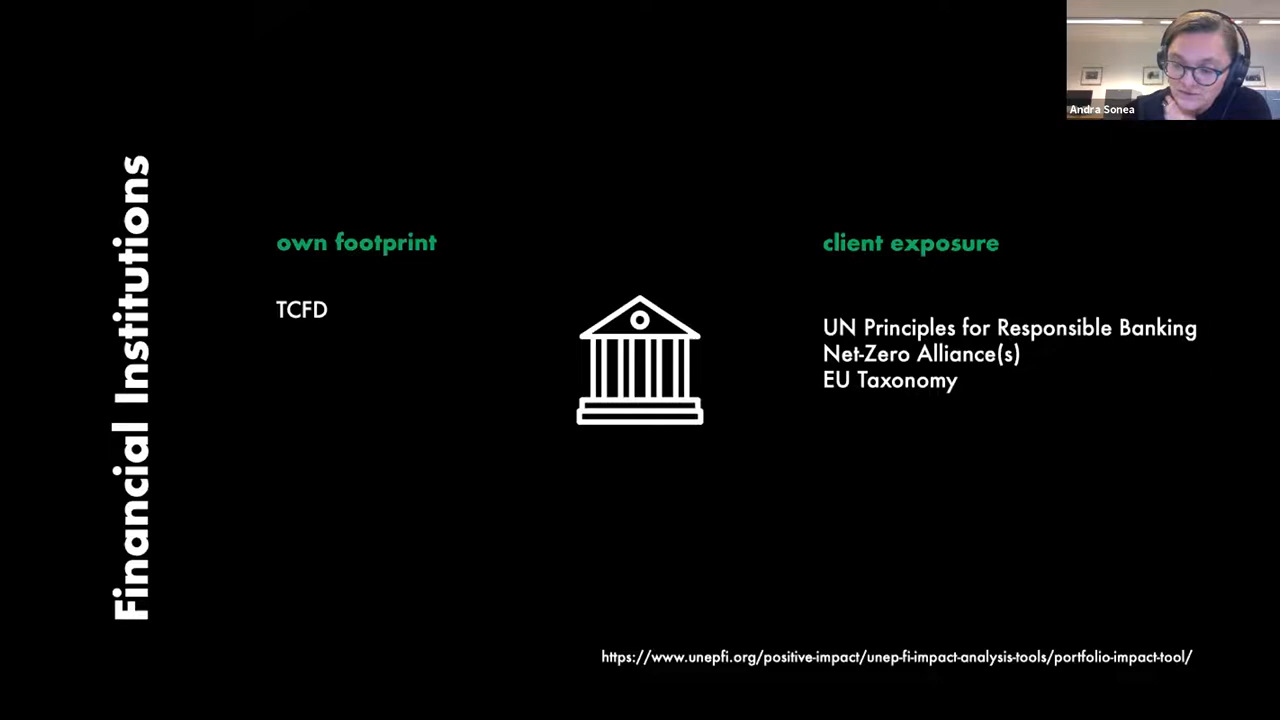 Andra Sonea
Financial Institutions
own footprint
TCFD
client exposure
UN Principles for Responsible Banking
Net-Zero Alliance(s)
EU Taxonomy
https://www.unepfi.org/positive-impact/unep-fi-impact-analysis-tools/portfolio-impact-tool/